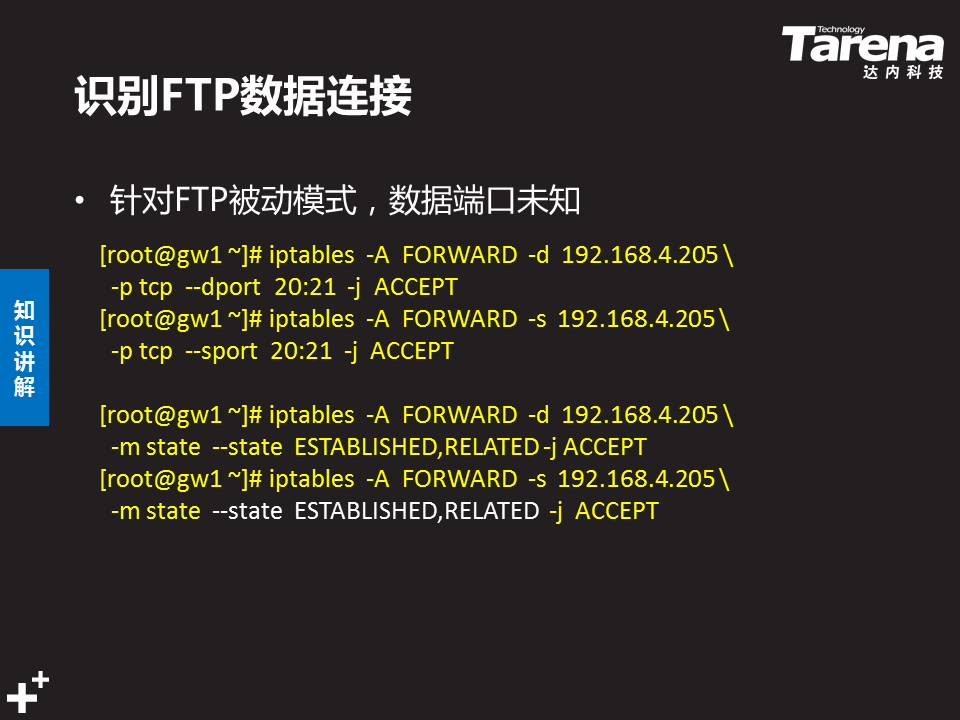 Technology
Tarena
达内科技
识别FTP数据连接
• 针对FTP被动模式，数据端口未知
[root@gw1 ~]# iptables -A FORWARD -d 192.168.4.205 \
-p tcp --dport 20:21 -j ACCEPT
[root@gw1 ~]# iptables -A FORWARD -s 192.168.4.205 \
-p tcp --sport 20:21 -j ACCEPT
[root@gw1 ~]# iptables -A FORWARD -d 192.168.4.205 \
-m state --state ESTABLISHED,RELATED -j ACCEPT
[root@gw1 ~]# iptables -A FORWARD -s 192.168.4.205 \
-m state --state ESTABLISHED,RELATED -j ACCEPT
知识讲解